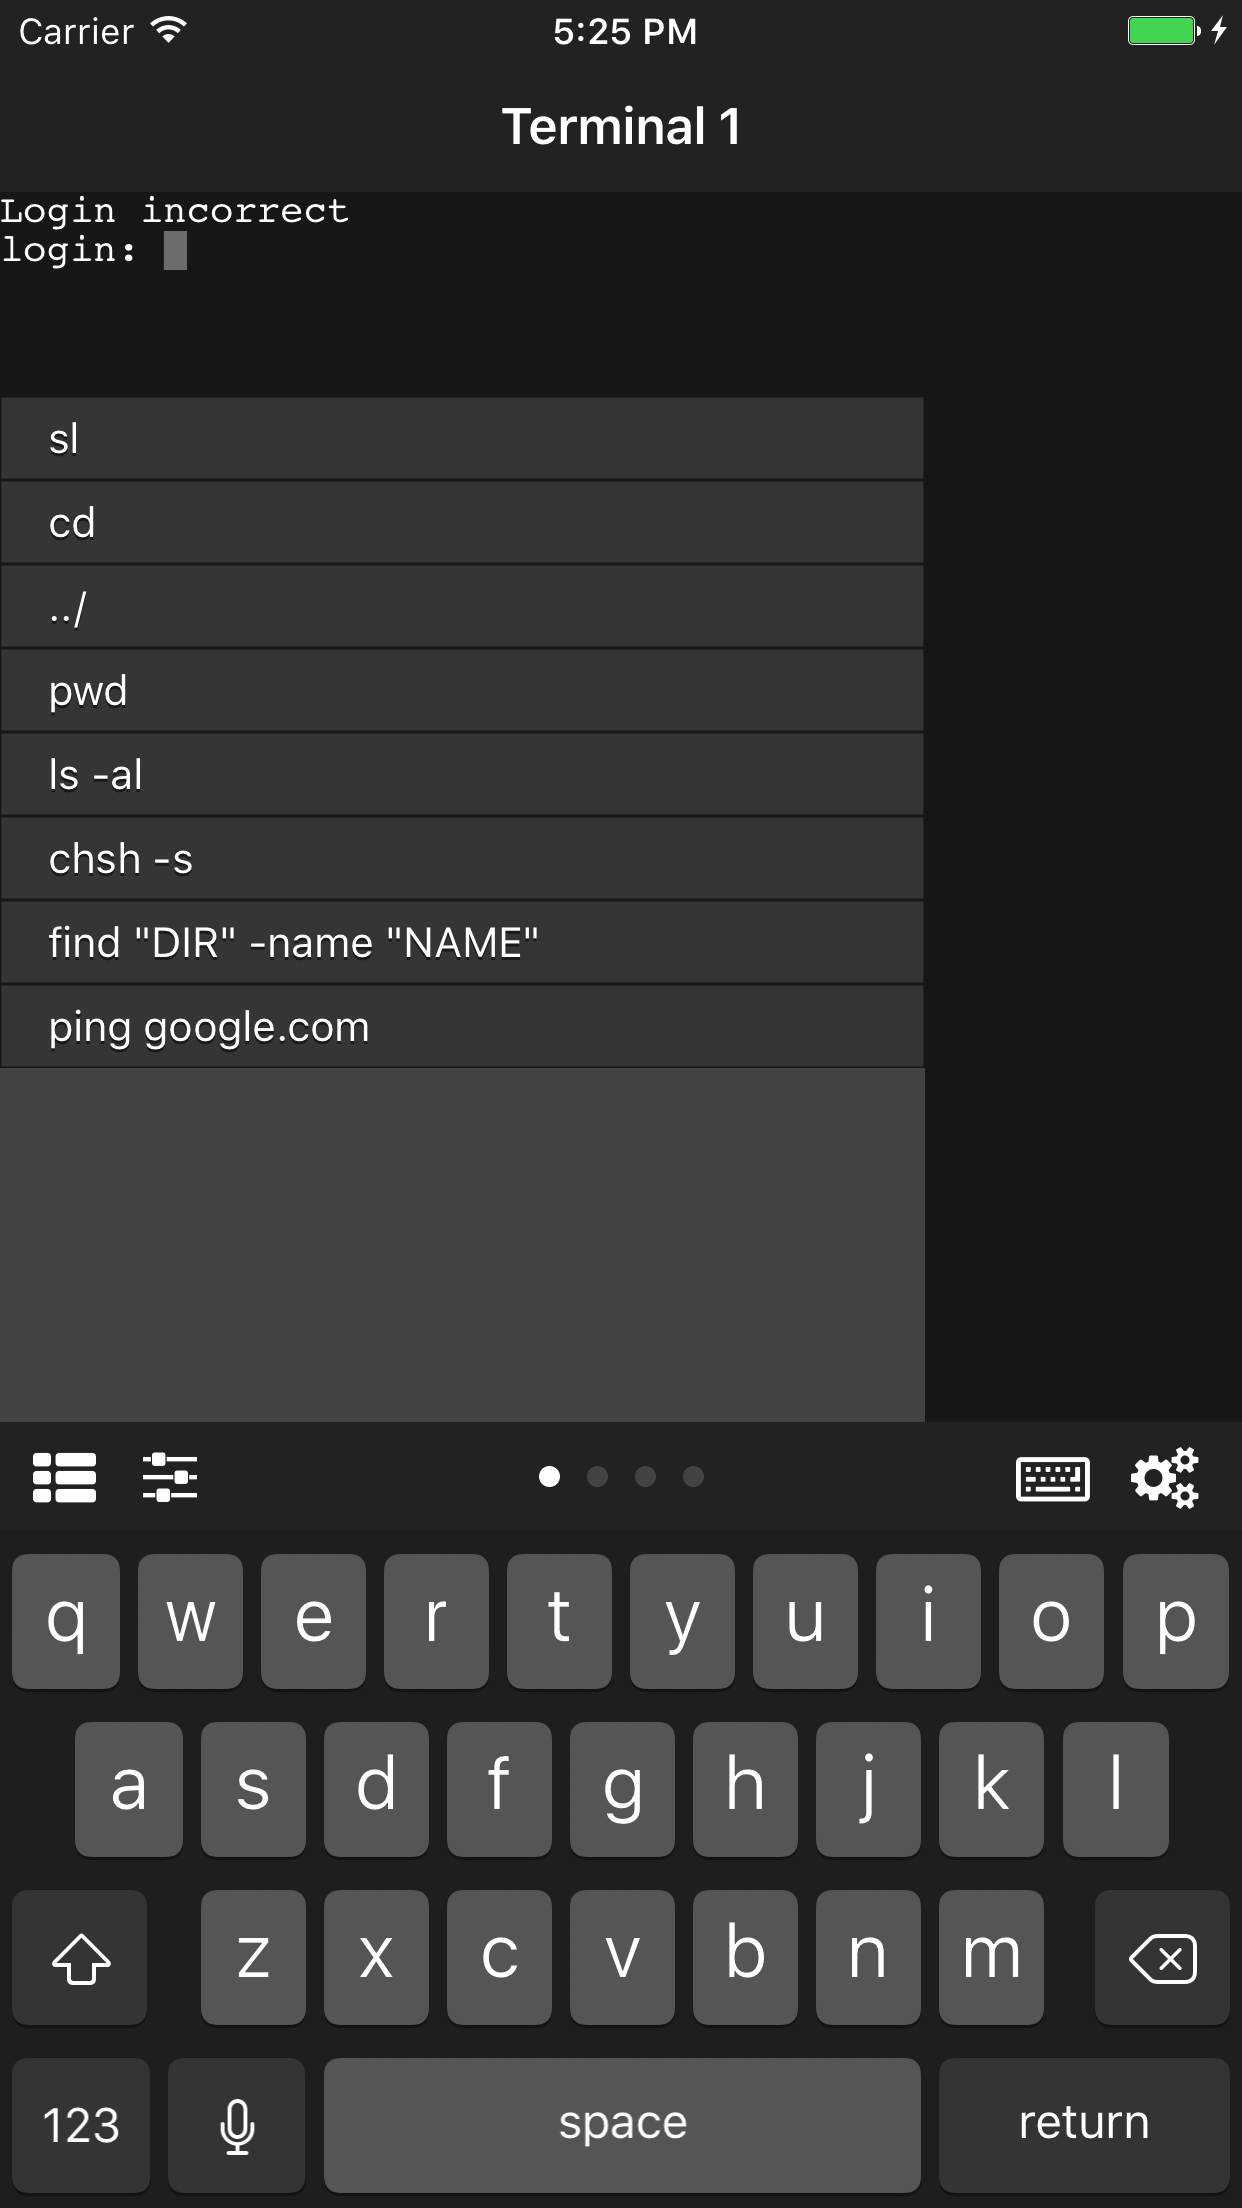 Carrier 5:25 PM
Terminal 1
Login incorrect
login:
sl
cd
../
pwd
ls -al
chsh -s
find "DIR" -name "NAME"
ping google.com
q w e r t y u i o p
a s d f g h j k l
z x c v b n m
123 space return